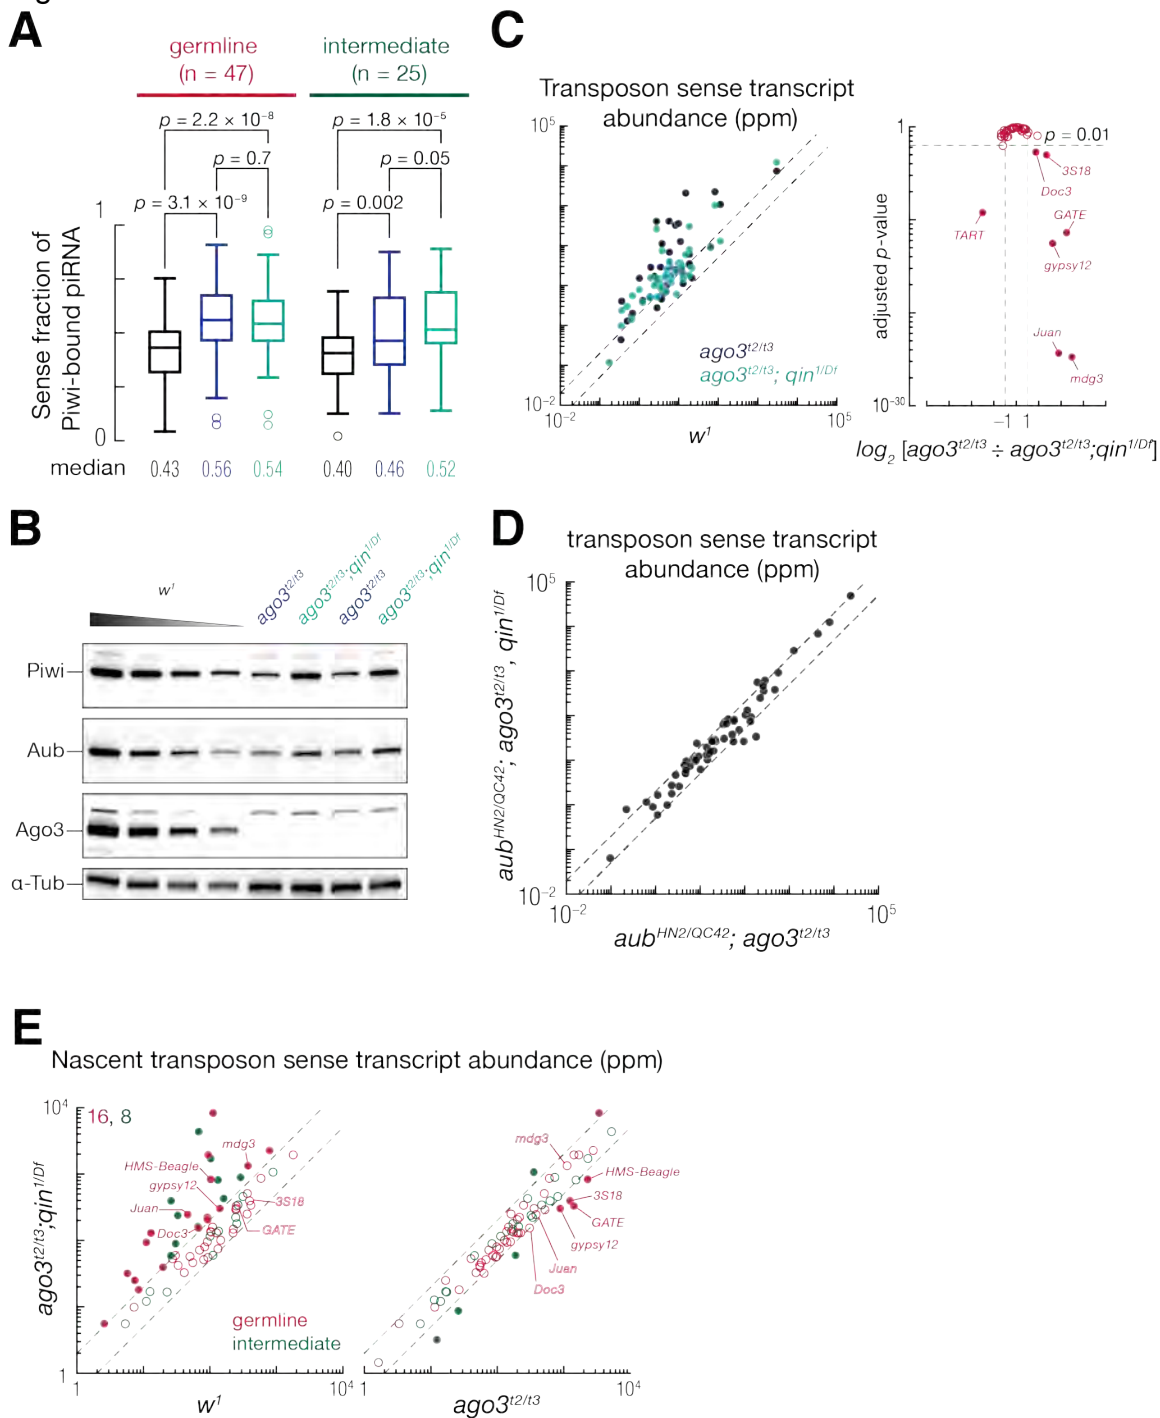 A
germline
(n = 47)
intermediate
(n = 25)
p = 2.2 × 10⁻⁸
p = 1.8 × 10⁻⁵
p = 0.7
p = 0.05
p = 3.1 × 10⁻⁹
p = 0.002
1
0
Sense fraction of
Piwi-bound piRNA
median 0.43 0.56 0.54 0.40 0.46 0.52
B
w¹
ago3ᵗ²/ᵗ³
ago3ᵗ²/ᵗ³;qin¹/ᴰᶠ
ago3ᵗ²/ᵗ³
ago3ᵗ²/ᵗ³;qin¹/ᴰᶠ
Piwi
Aub
Ago3
α-Tub
C
Transposon sense transcript
abundance (ppm)
10⁵
10⁻²
10⁻²
10⁵
w¹
ago3ᵗ²/ᵗ³
ago3ᵗ²/ᵗ³; qin¹/ᴰᶠ
1
p = 0.01
3S18
Doc3
GATE
TART
gypsy12
Juan
mdg3
adjusted p-value
10⁻³⁰
−1 1
log₂ [ago3ᵗ²/ᵗ³ ÷ ago3ᵗ²/ᵗ³;qin¹/ᴰᶠ]
D
transposon sense transcript
abundance (ppm)
10⁵
10⁻²
10⁻²
10⁵
aubᴴᴺ²/ᑫᶜ⁴²; ago3ᵗ²/ᵗ³, qin¹/ᴰᶠ
aubᴴᴺ²/ᑫᶜ⁴²; ago3ᵗ²/ᵗ³
E
Nascent transposon sense transcript abundance (ppm)
10⁴
16, 8
mdg3
HMS-Beagle
gypsy12
Juan
3S18
Doc3
GATE
germline
intermediate
ago3ᵗ²/ᵗ³;qin¹/ᴰᶠ
1
1
10⁴
w¹
mdg3
HMS-Beagle
3S18
GATE
gypsy12
Juan
Doc3
1
10⁴
ago3ᵗ²/ᵗ³